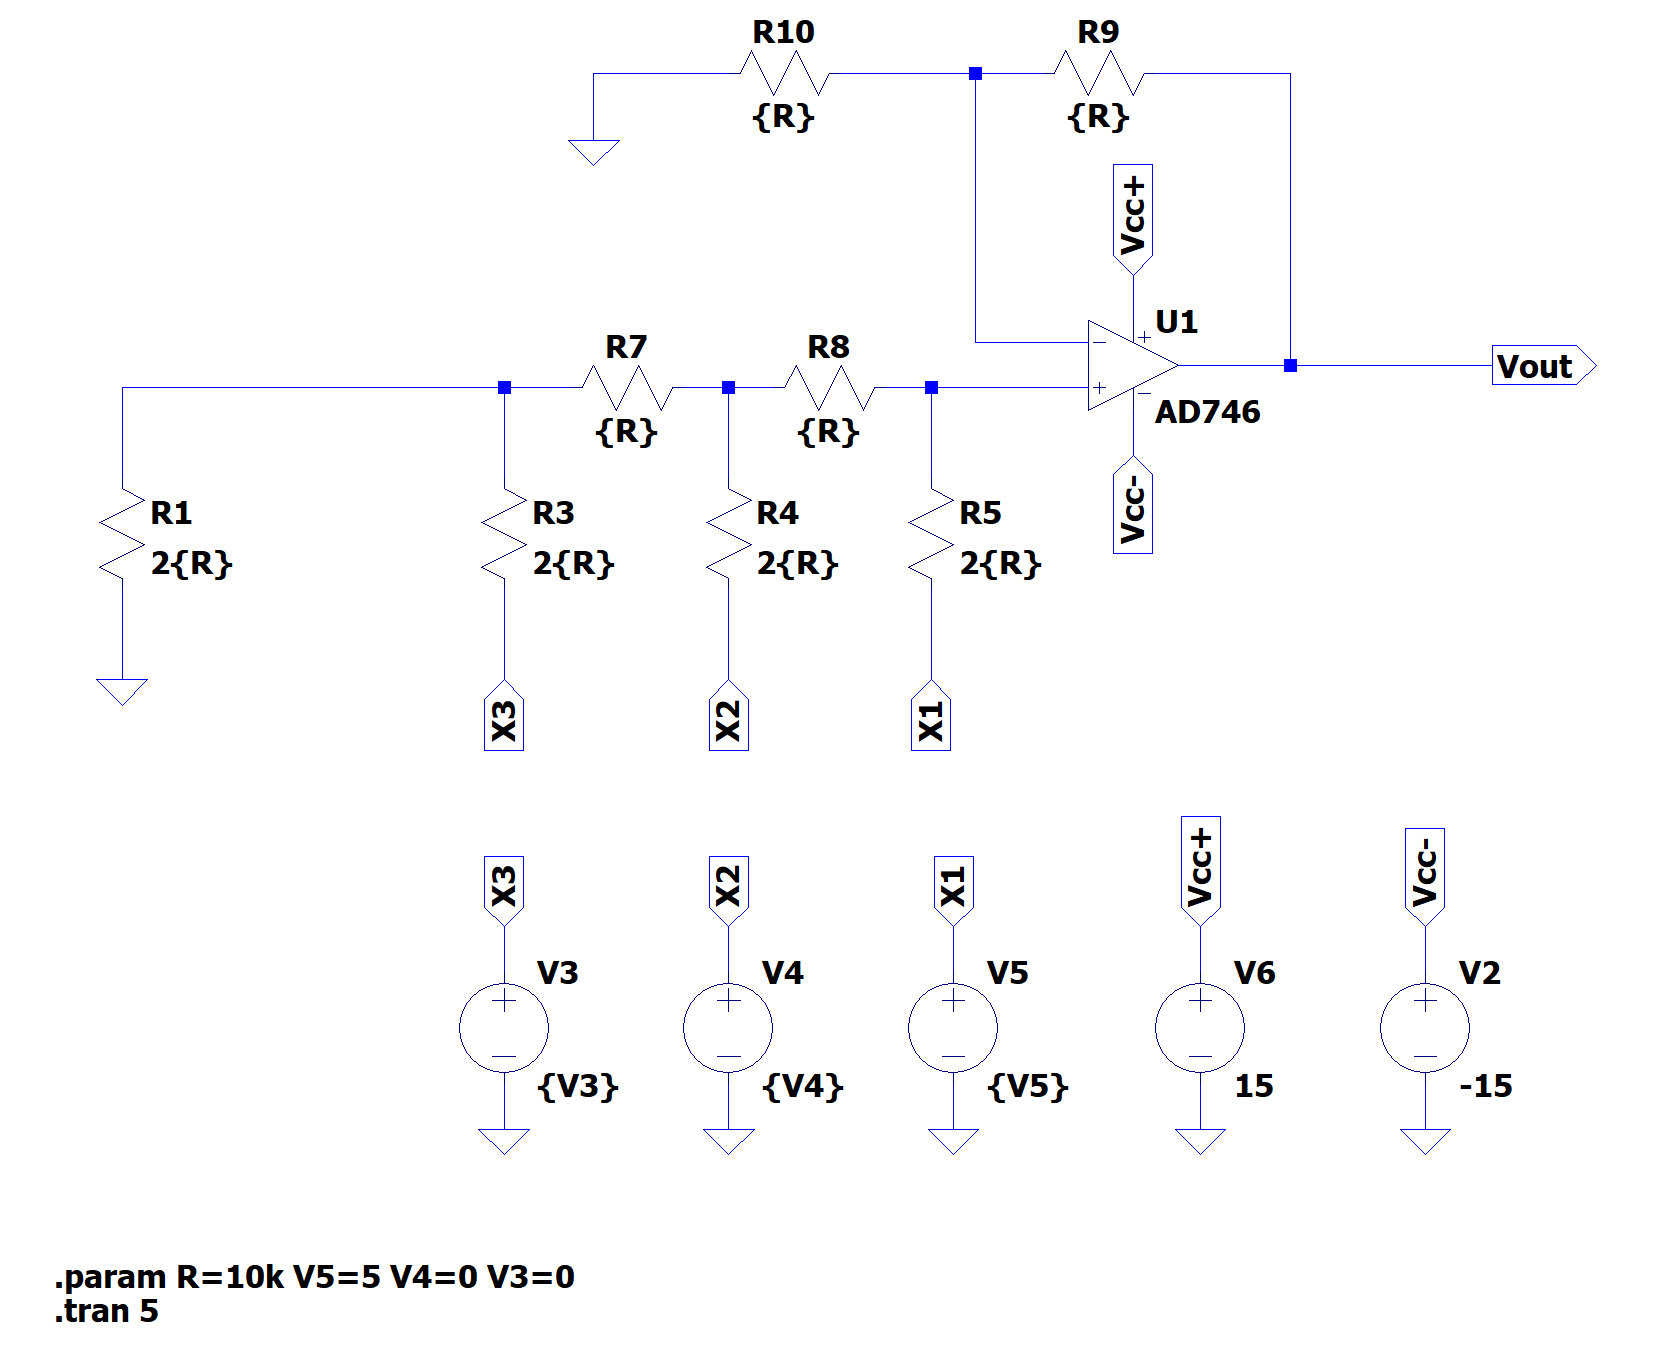 R10
R9
{R}
{R}
Vcc+
U1
R7
R8
Vout
AD746
{R}
{R}
Vcc-
R1
R3
R4
R5
2{R}
2{R}
2{R}
2{R}
X3
X2
X1
X3
X2
X1
Vcc+
Vcc-
V3
V4
V5
V6
V2
{V3}
{V4}
{V5}
15
-15
.param R=10k V5=5 V4=0 V3=0
.tran 5